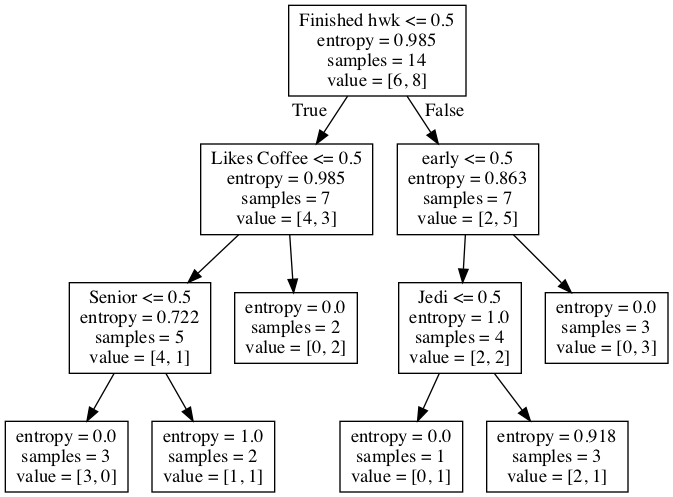 Finished hwk <= 0.5
entropy = 0.985
samples = 14
value = [6, 8]
True
False
Likes Coffee <= 0.5
entropy = 0.985
samples = 7
value = [4, 3]
early <= 0.5
entropy = 0.863
samples = 7
value = [2, 5]
Senior <= 0.5
entropy = 0.722
samples = 5
value = [4, 1]
entropy = 0.0
samples = 2
value = [0, 2]
Jedi <= 0.5
entropy = 1.0
samples = 4
value = [2, 2]
entropy = 0.0
samples = 3
value = [0, 3]
entropy = 0.0
samples = 3
value = [3, 0]
entropy = 1.0
samples = 2
value = [1, 1]
entropy = 0.0
samples = 1
value = [0, 1]
entropy = 0.918
samples = 3
value = [2, 1]